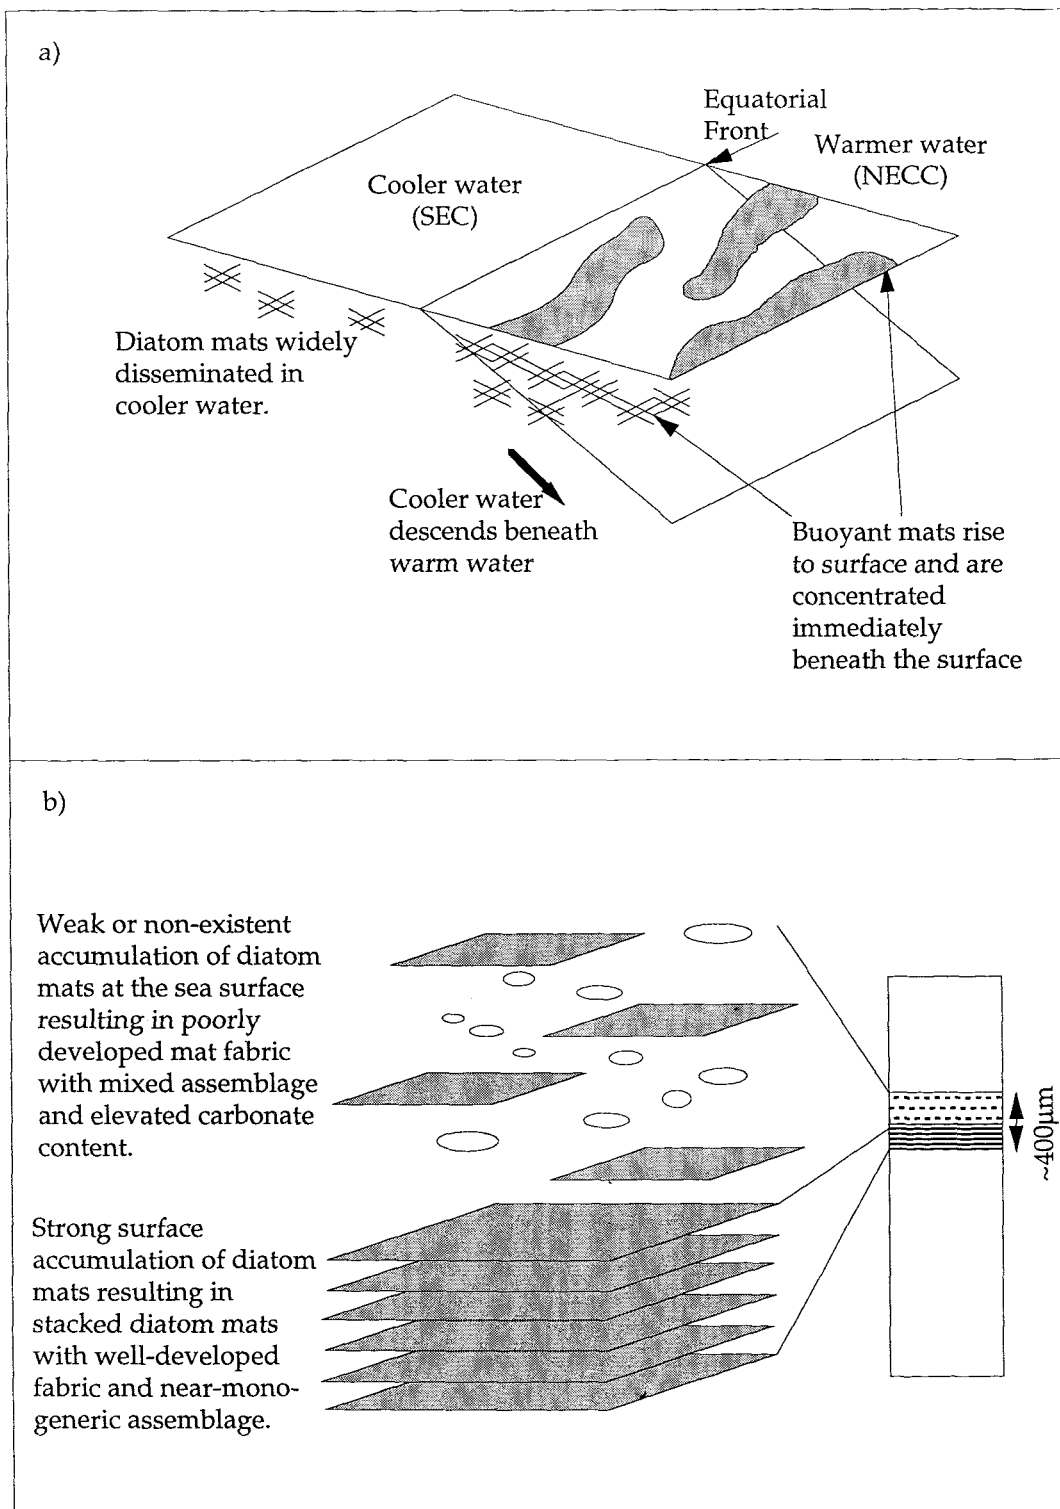 a)
Equatorial
Front
Warmer water
(NECC)
Cooler water
(SEC)
Diatom mats widely
disseminated in
cooler water.
Cooler water
descends beneath
warm water
Buoyant mats rise
to surface and are
concentrated
immediately
beneath the surface
b)
Weak or non-existent
accumulation of diatom
mats at the sea surface
resulting in poorly
developed mat fabric
with mixed assemblage
and elevated carbonate
content.
~400µm
Strong surface
accumulation of diatom
mats resulting in
stacked diatom mats
with well-developed
fabric and near-mono-
generic assemblage.